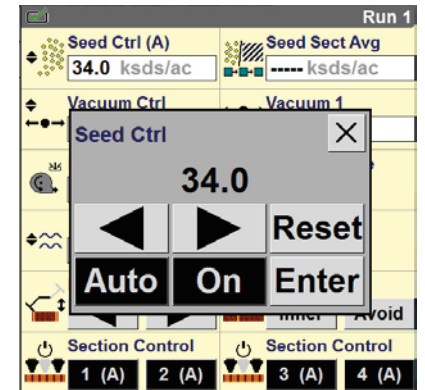 Run 1
Seed Ctrl (A)
34.0 ksds/ac
Seed Sect Avg
----- ksds/ac
Vacuum Ctrl
Vacuum 1
Seed Ctrl
34.0
Reset
Auto
On
Enter
Avoid
Section Control
1 (A)
2 (A)
Section Control
3 (A)
4 (A)